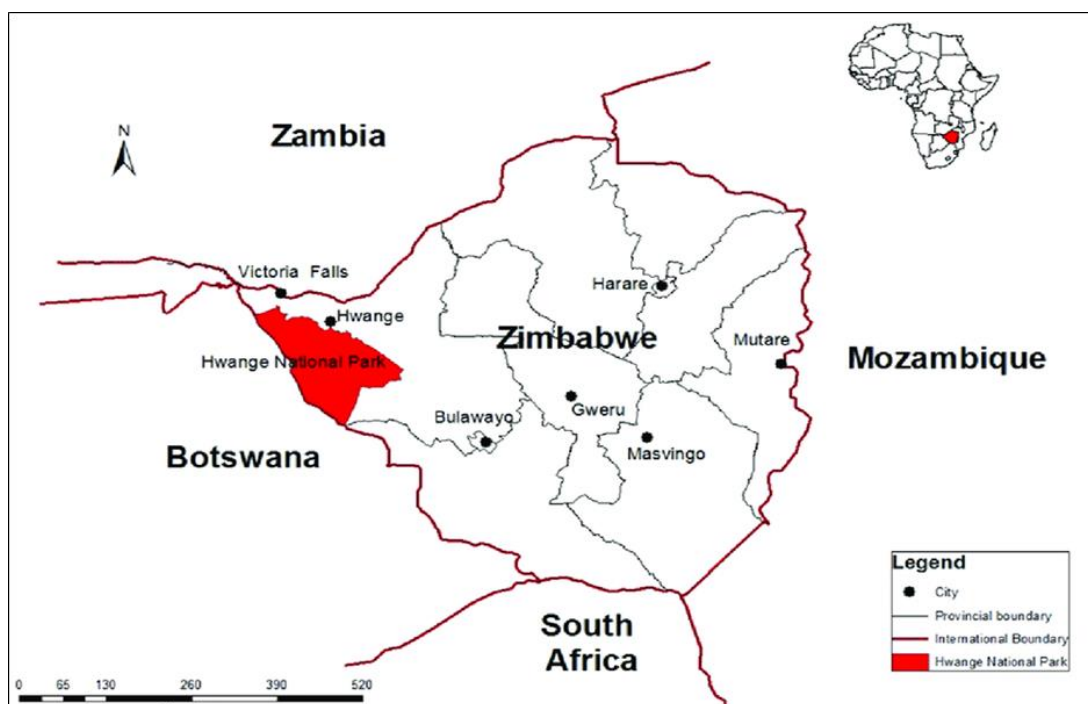 N
Zambia
Victoria Falls
Hwange
Harare
Zimbabwe
Mutare
Hwange National Park
Mozambique
Bulawayo
Gweru
Masvingo
Botswana
South
Africa
Legend
City
Provincial boundary
International Boundary
Hwange National Park
0 65 130 260 390 520